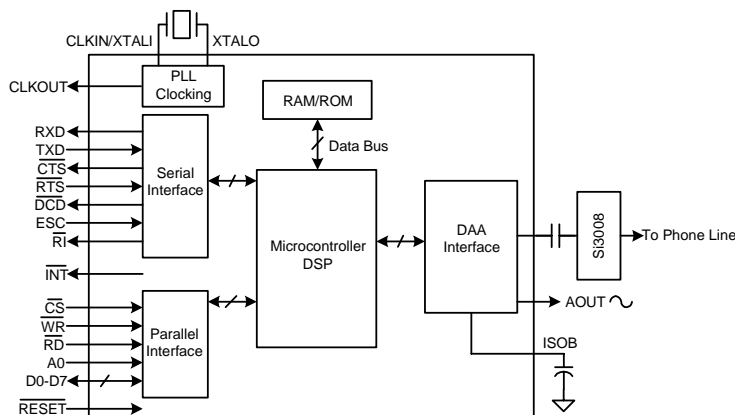 CLKIN/XTALI
XTALO
PLL
Clocking
CLKOUT
RAM/ROM
RXD
TXD
CTS
RTS
DCD
ESC
RI
Serial
Interface
Data Bus
Microcontroller
DSP
DAA
Interface
Si3008
To Phone Line
INT
AOUT
CS
WR
RD
A0
D0-D7
Parallel
Interface
ISOB
RESET